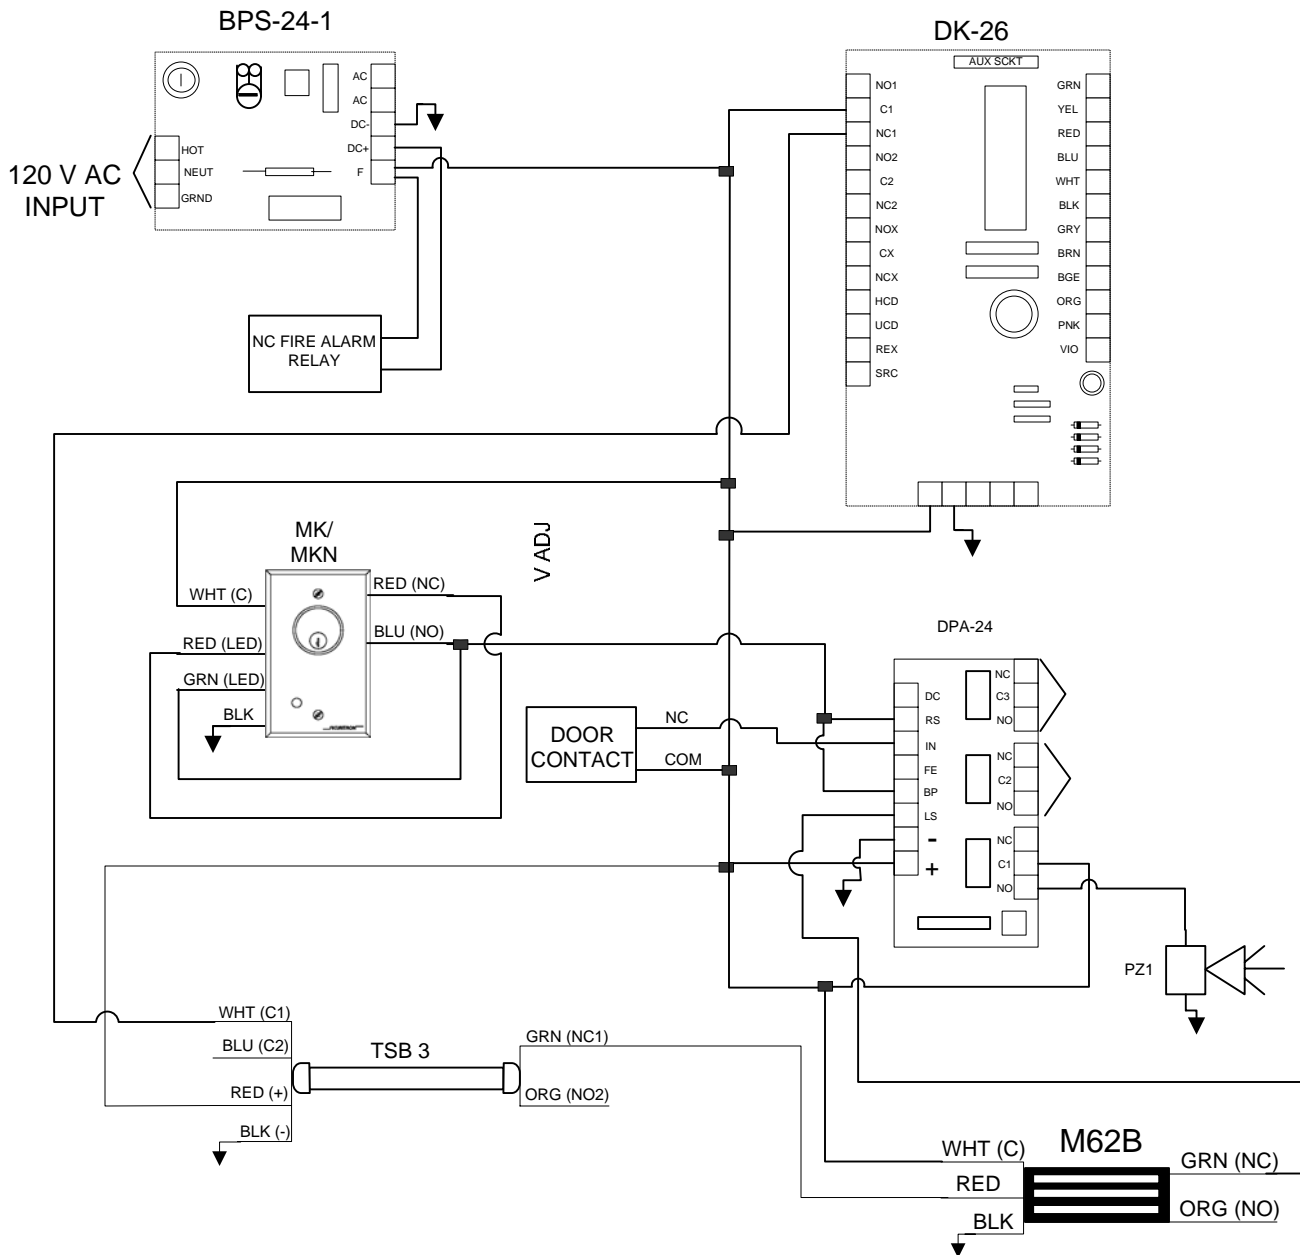 BPS-24-1
AC
AC
DC-
DC+
F
HOT
NEUT
GRND
120 V AC
INPUT
NC FIRE ALARM
RELAY
DK-26
AUX SCKT
NO1
C1
NC1
NO2
C2
NC2
NOX
CX
NCX
HCD
UCD
REX
SRC
GRN
YEL
RED
BLU
WHT
BLK
GRY
BRN
BGE
ORG
PNK
VIO
MK/
MKN
WHT (C)
RED (LED)
GRN (LED)
BLK
RED (NC)
BLU (NO)
V ADJ
DOOR
CONTACT
NC
COM
DPA-24
DC
RS
IN
FE
BP
LS
-
+
NC
C3
NO
NC
C2
NO
NC
C1
NO
PZ1
WHT (C1)
BLU (C2)
RED (+)
BLK (-)
TSB 3
GRN (NC1)
ORG (NO2)
M62B
WHT (C)
RED
BLK
GRN (NC)
ORG (NO)